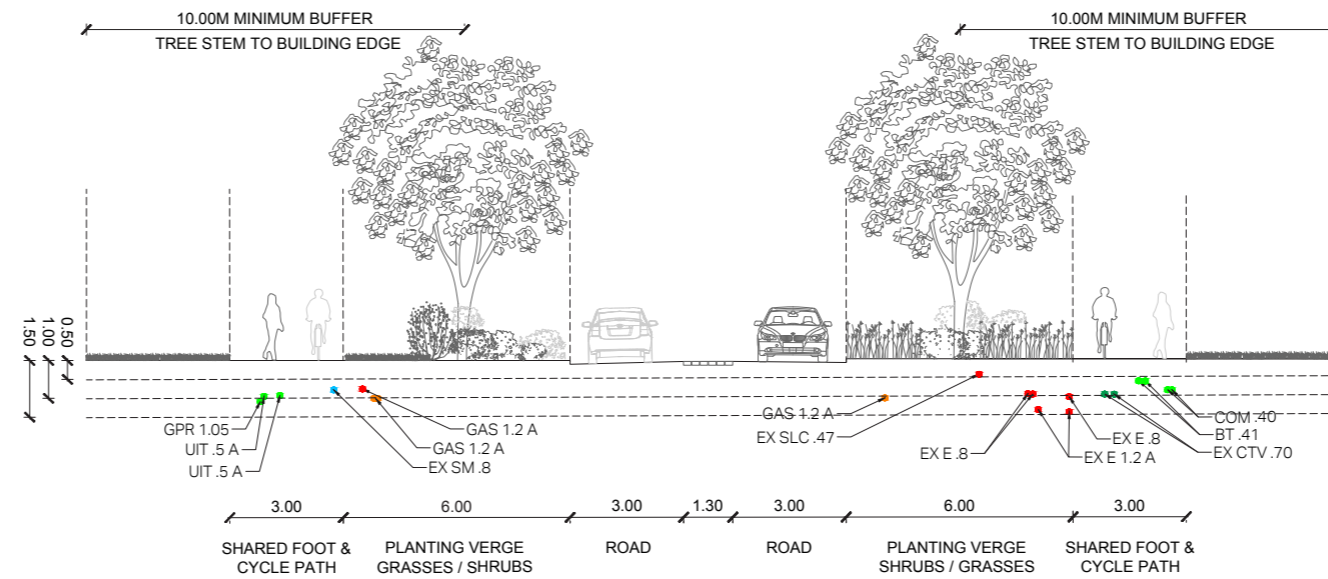 10.00M MINIMUM BUFFER
TREE STEM TO BUILDING EDGE
10.00M MINIMUM BUFFER
TREE STEM TO BUILDING EDGE
0.50
1.00
1.50
GPR 1.05
UIT .5 A
UIT .5 A
GAS 1.2 A
GAS 1.2 A
EX SM .8
GAS 1.2 A
EX SLC .47
EX E .8
EX E .8
EX E 1.2 A
COM .40
BT .41
EX CTV .70
3.00
6.00
3.00
1.30
3.00
6.00
3.00
SHARED FOOT &
CYCLE PATH
PLANTING VERGE
GRASSES / SHRUBS
ROAD
ROAD
PLANTING VERGE
SHRUBS / GRASSES
SHARED FOOT &
CYCLE PATH